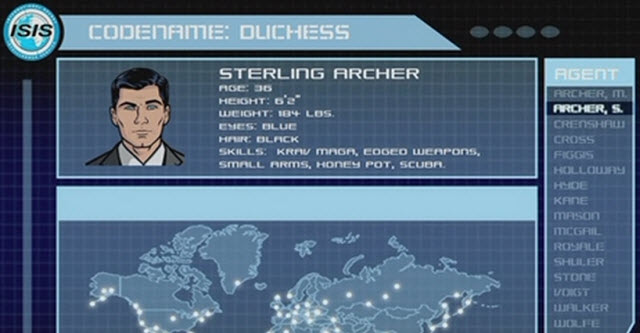 ISIS
CODENAME: DUCHESS
STERLING ARCHER
AGE: 36
HEIGHT: 6'2"
WEIGHT: 184 LBS.
EYES: BLUE
HAIR: BLACK
SKILLS: KRAV MAGA, EDGED WEAPONS,
SMALL ARMS, HONEY POT, SCUBA.
AGENT
ARCHER, M.
ARCHER, S.
CRENSHAW
CROSS
FIGGIS
HOLLOWAY
HYDE
KANE
MASON
MCGAIL
ROYALE
SHULER
STONE
VOIGT
WALKER
WOLFE